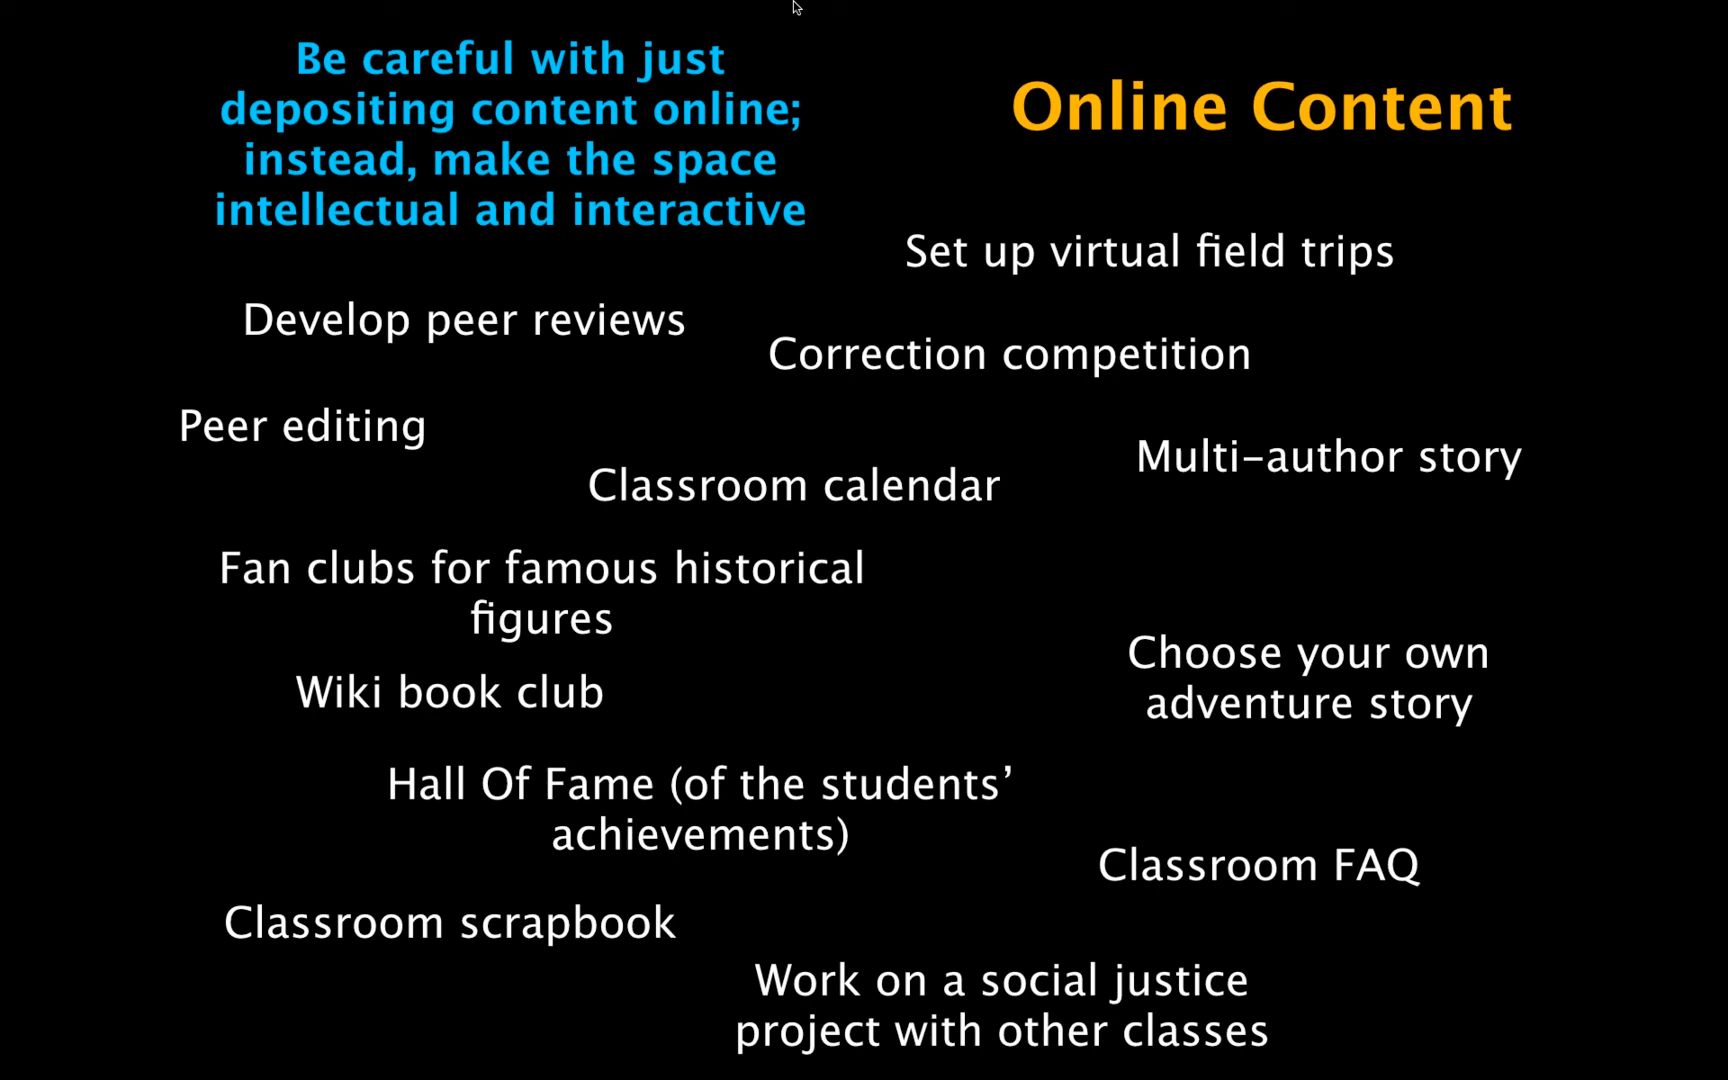 Be careful with just
depositing content online;
instead, make the space
intellectual and interactive
Online Content
Set up virtual field trips
Develop peer reviews
Correction competition
Peer editing
Multi-author story
Classroom calendar
Fan clubs for famous historical
figures
Choose your own
adventure story
Wiki book club
Hall Of Fame (of the students’
achievements)
Classroom FAQ
Classroom scrapbook
Work on a social justice
project with other classes